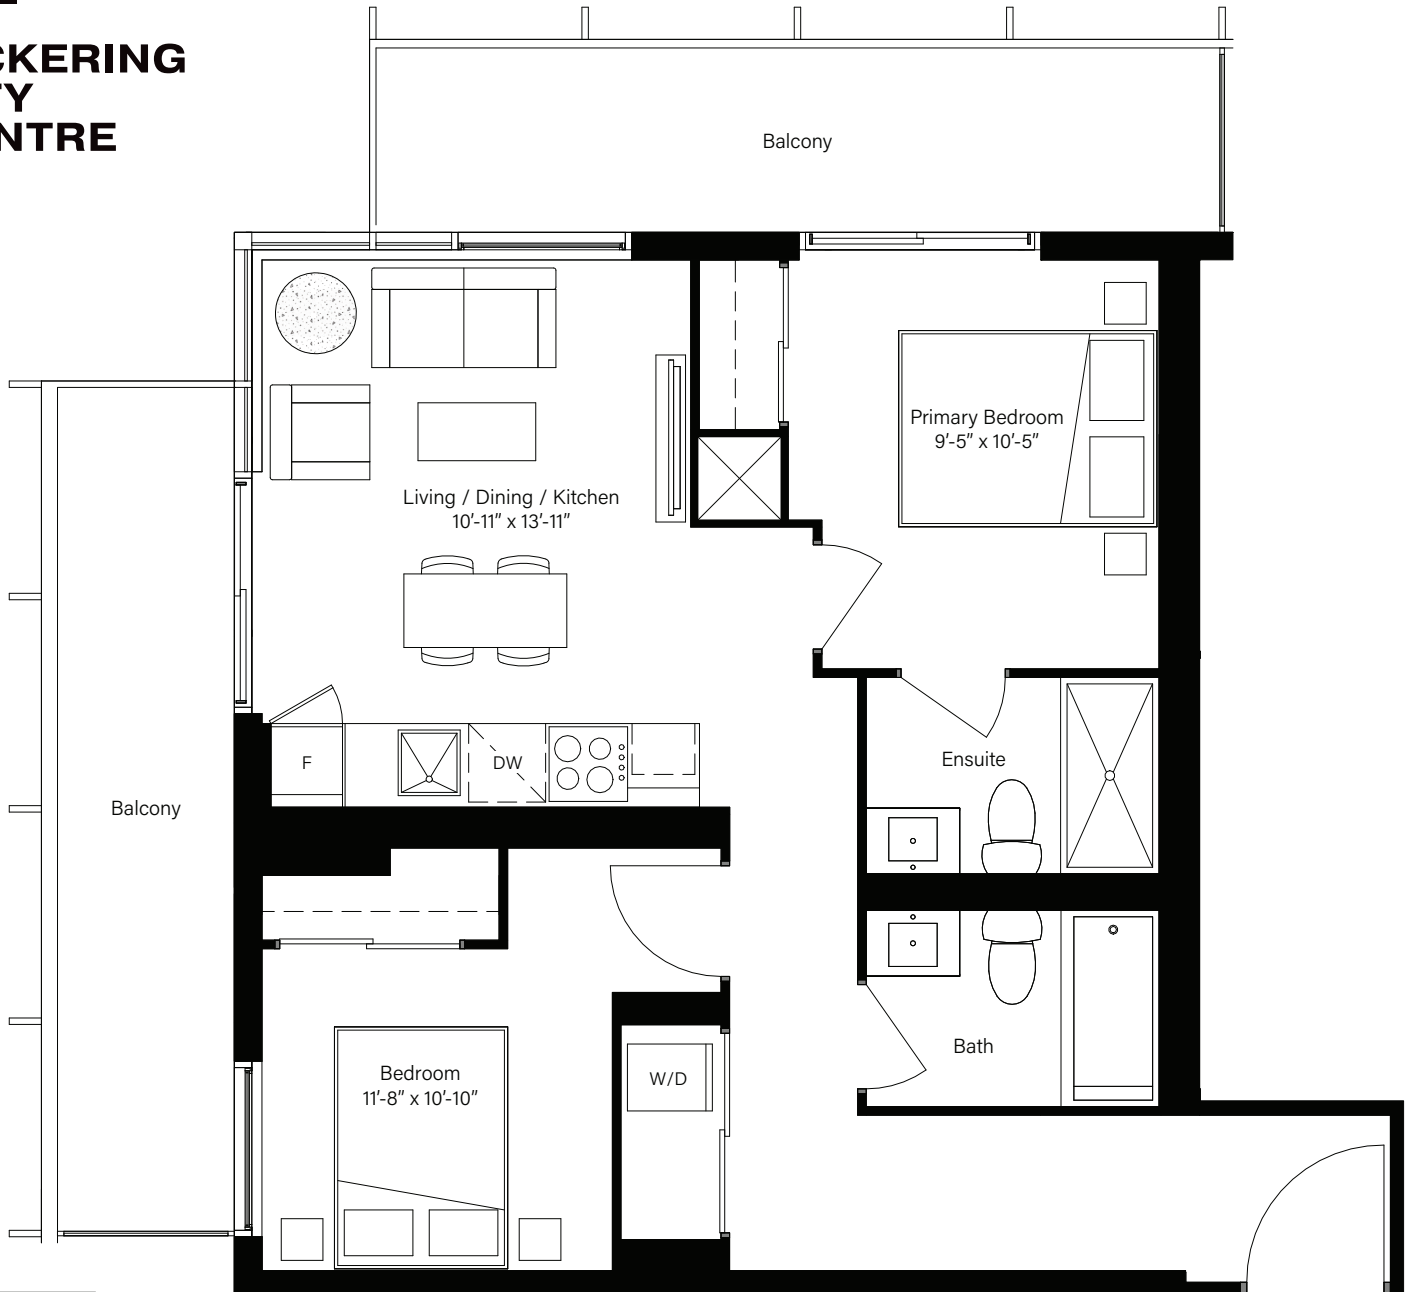 CKERING
TY
NTRE
Balcony
Primary Bedroom
9'-5" x 10'-5"
Living / Dining / Kitchen
10'-11" x 13'-11"
F
DW
Ensuite
Balcony
Bath
Bedroom
11'-8" x 10'-10"
W/D